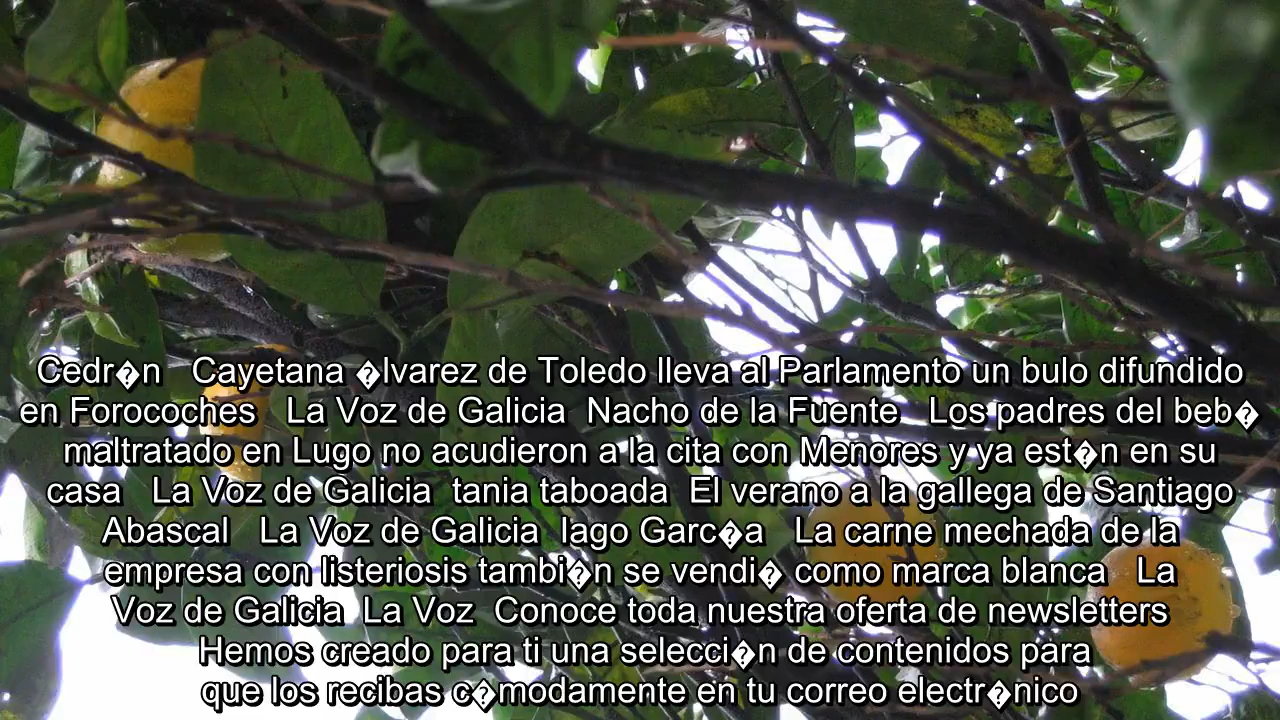 Cedr�n Cayetana �lvarez de Toledo lleva al Parlamento un bulo difundido
en Forocoches La Voz de Galicia Nacho de la Fuente Los padres del beb�
maltratado en Lugo no acudieron a la cita con Menores y ya est�n en su
casa La Voz de Galicia tania taboada El verano a la gallega de Santiago
Abascal La Voz de Galicia Iago Garc�a La carne mechada de la
empresa con listeriosis tambi�n se vendi� como marca blanca La
Voz de Galicia La Voz Conoce toda nuestra oferta de newsletters
Hemos creado para ti una selecci�n de contenidos para
que los recibas c�modamente en tu correo electr�nico